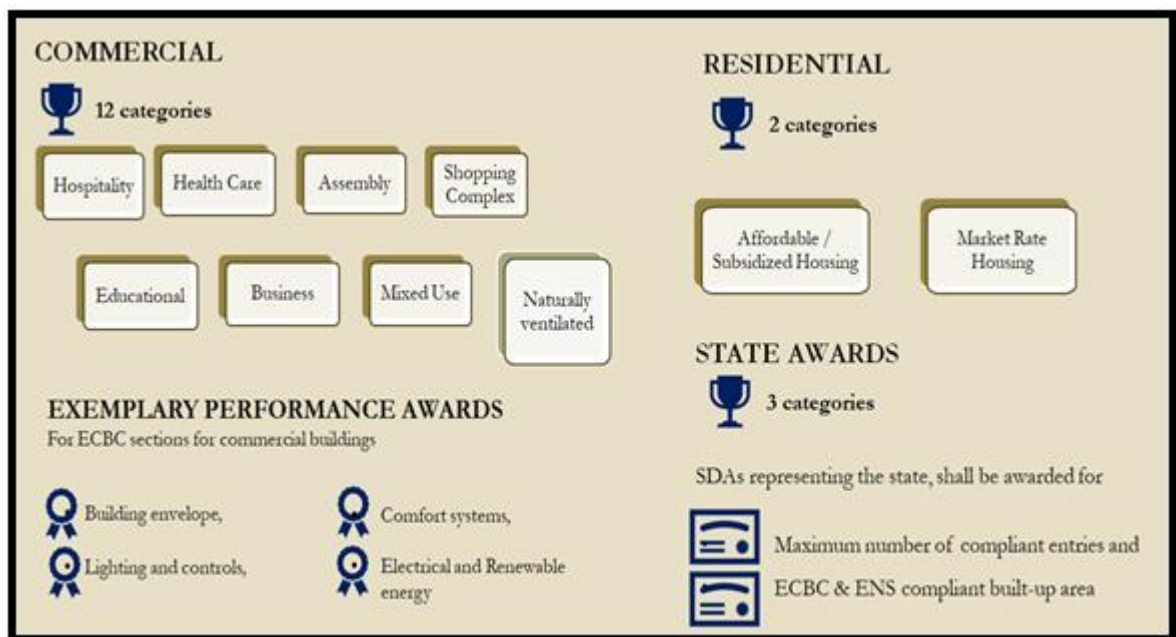 COMMERCIAL
12 categories
Hospitality
Health Care
Assembly
Shopping
Complex
Educational
Business
Mixed Use
Naturally
ventilated
EXEMPLARY PERFORMANCE AWARDS
For ECBC sections for commercial buildings
Building envelope,
Comfort systems,
Lighting and controls,
Electrical and Renewable
energy
RESIDENTIAL
2 categories
Affordable /
Subsidized Housing
Market Rate
Housing
STATE AWARDS
3 categories
SDAs representing the state, shall be awarded for
Maximum number of compliant entries and
ECBC & ENS compliant built-up area